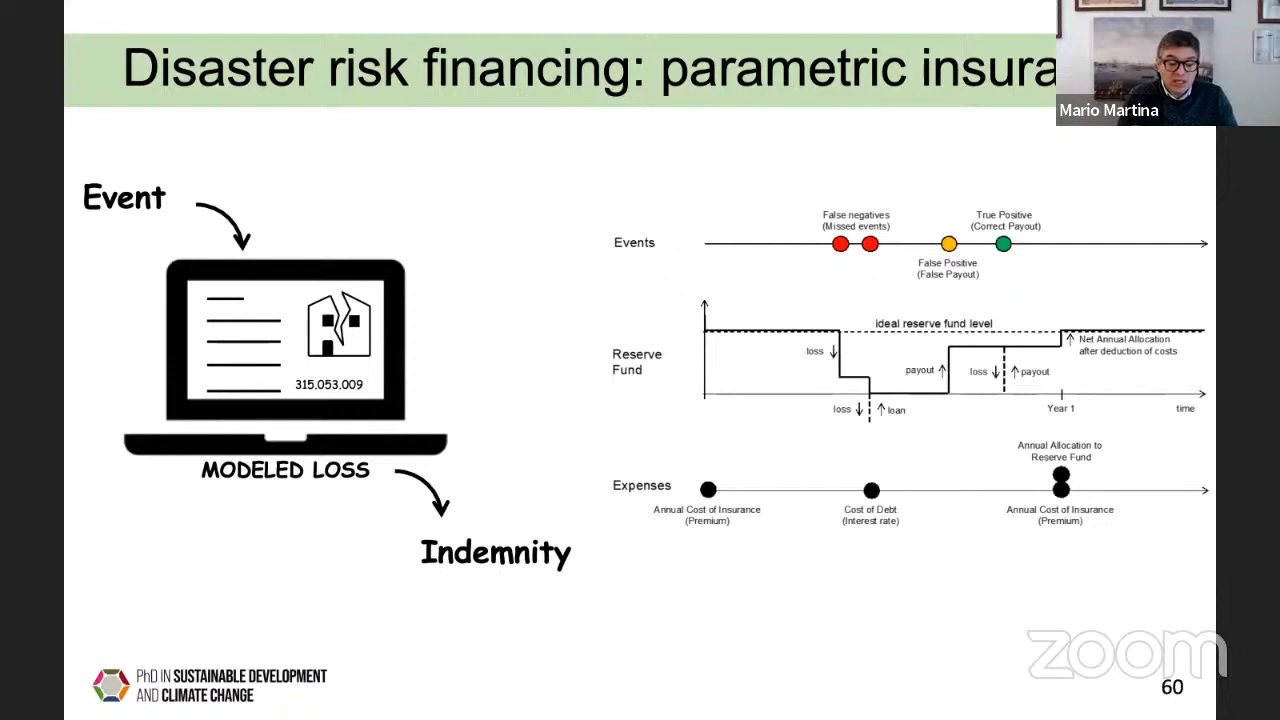 Disaster risk financing: parametric insura
Mario Martina
Event
315.053.009
MODELED LOSS
Indemnity
False negatives
(Missed events)
True Positive
(Correct Payout)
Events
False Positive
(False Payout)
ideal reserve fund level
Net Annual Allocation
after deduction of costs
loss
Reserve
Fund
payout
loss
payout
loss
loan
Year 1
time
Annual Allocation to
Reserve Fund
Expenses
Annual Cost of Insurance
(Premium)
Cost of Debt
(Interest rate)
Annual Cost of Insurance
(Premium)
PhD IN SUSTAINABLE DEVELOPMENT
AND CLIMATE CHANGE
zoom
60